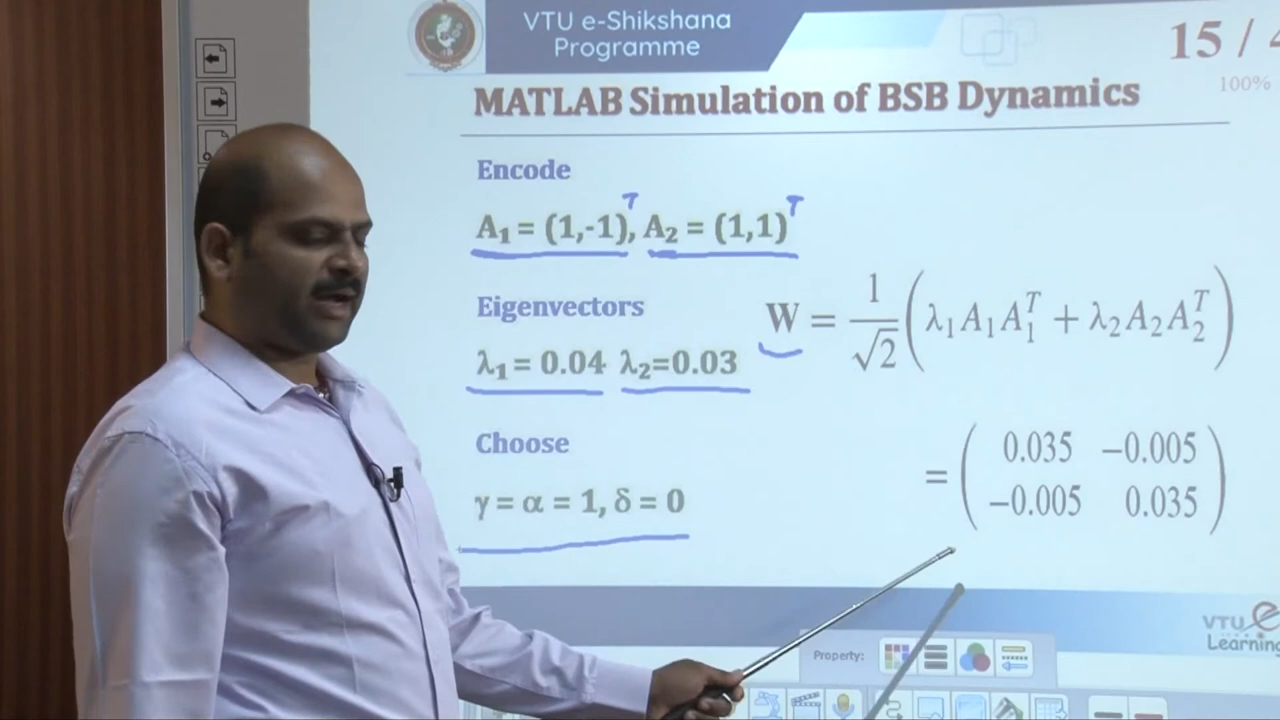 VTU e-Shikshana
Programme
15 / 4
100%
MATLAB Simulation of BSB Dynamics
Encode
A₁ = (1,-1)ᵀ, A₂ = (1,1)ᵀ
Eigenvectors
λ₁ = 0.04 λ₂=0.03
W = 1/√2 (λ₁A₁A₁ᵀ + λ₂A₂A₂ᵀ)
Choose
= ( 0.035 −0.005
−0.005 0.035 )
γ = α = 1, δ = 0
VTU e
Learning
Property: